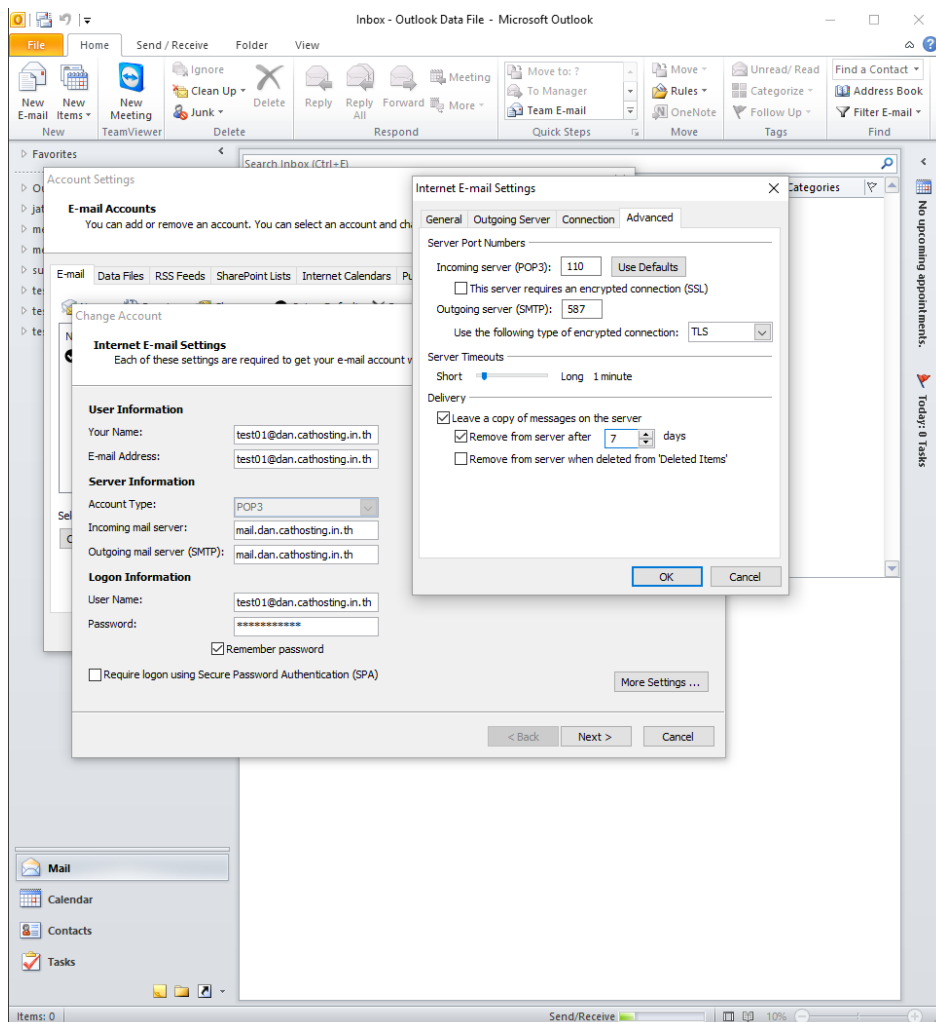 Inbox - Outlook Data File - Microsoft Outlook
File Home Send / Receive Folder View
New E-mail
New Items
New
New Meeting
TeamViewer
Ignore
Clean Up
Junk
Delete
Delete
Reply
Reply All
Forward
Meeting
More
Respond
Move to: ?
To Manager
Team E-mail
Quick Steps
Move
Rules
OneNote
Move
Unread/ Read
Categorize
Follow Up
Tags
Find a Contact
Address Book
Filter E-mail
Find
Favorites
Search Inbox (Ctrl+E)
Categories
No upcoming appointments.
Today: 0 Tasks
Account Settings
E-mail Accounts
You can add or remove an account. You can select an account and
E-mail Data Files RSS Feeds SharePoint Lists Internet Calendars
Change Account
Internet E-mail Settings
Each of these settings are required to get your e-mail account
User Information
Your Name: test01@dan.cathosting.in.th
E-mail Address: test01@dan.cathosting.in.th
Server Information
Account Type: POP3
Incoming mail server: mail.dan.cathosting.in.th
Outgoing mail server (SMTP): mail.dan.cathosting.in.th
Logon Information
User Name: test01@dan.cathosting.in.th
Password: ***********
Remember password
Require logon using Secure Password Authentication (SPA)
More Settings ...
< Back Next > Cancel
Internet E-mail Settings
General Outgoing Server Connection Advanced
Server Port Numbers
Incoming server (POP3): 110 Use Defaults
This server requires an encrypted connection (SSL)
Outgoing server (SMTP): 587
Use the following type of encrypted connection: TLS
Server Timeouts
Short Long 1 minute
Delivery
Leave a copy of messages on the server
Remove from server after 7 days
Remove from server when deleted from 'Deleted Items'
OK Cancel
Mail
Calendar
Contacts
Tasks
Items: 0
Send/Receive
10%